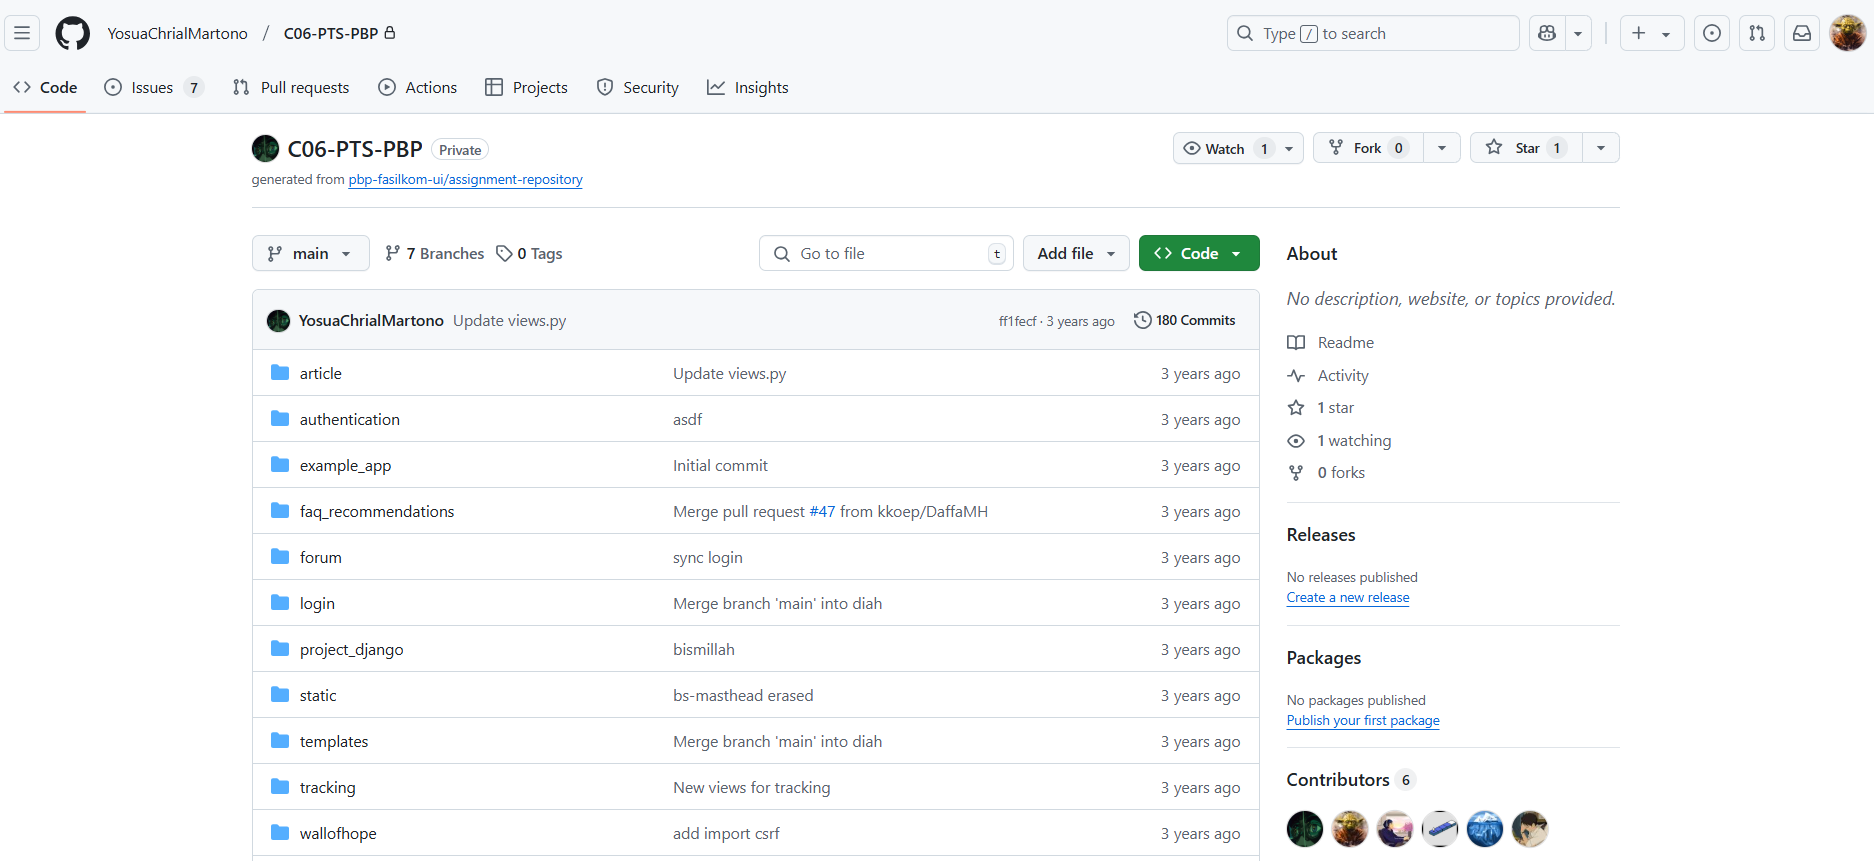 YosuaChrialMartono / C06-PTS-PBP
Type / to search
Code Issues 7 Pull requests Actions Projects Security Insights
C06-PTS-PBP Private
generated from pbp-fasilkom-ui/assignment-repository
Watch 1 Fork 0 Star 1
main 7 Branches 0 Tags
Go to file t Add file Code
YosuaChrialMartono Update views.py ff1fecf · 3 years ago 180 Commits
article Update views.py 3 years ago
authentication asdf 3 years ago
example_app Initial commit 3 years ago
faq_recommendations Merge pull request #47 from kkoep/DaffaMH 3 years ago
forum sync login 3 years ago
login Merge branch 'main' into diah 3 years ago
project_django bismillah 3 years ago
static bs-masthead erased 3 years ago
templates Merge branch 'main' into diah 3 years ago
tracking New views for tracking 3 years ago
wallofhope add import csrf 3 years ago
About
No description, website, or topics provided.
Readme
Activity
1 star
1 watching
0 forks
Releases
No releases published
Create a new release
Packages
No packages published
Publish your first package
Contributors 6